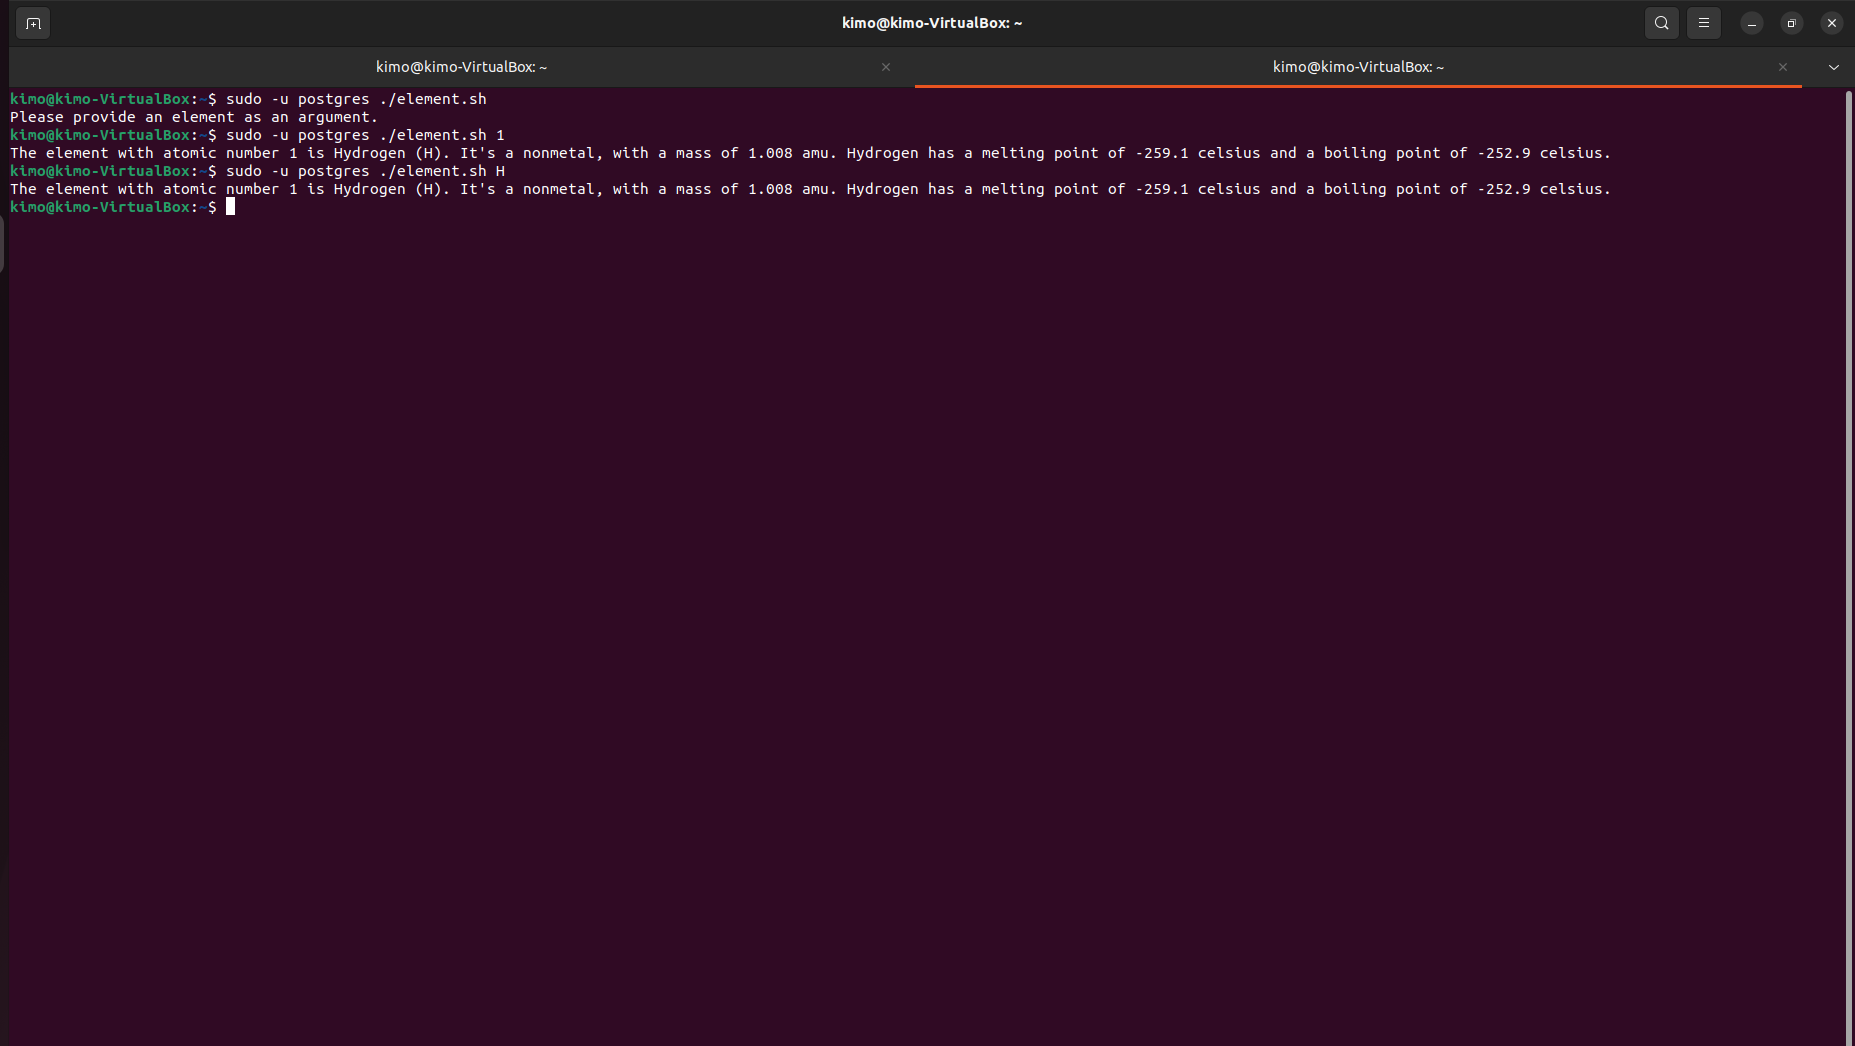 kimo@kimo-VirtualBox: ~
kimo@kimo-VirtualBox: ~
kimo@kimo-VirtualBox: ~
kimo@kimo-VirtualBox:~$ sudo -u postgres ./element.sh
Please provide an element as an argument.
kimo@kimo-VirtualBox:~$ sudo -u postgres ./element.sh 1
The element with atomic number 1 is Hydrogen (H). It's a nonmetal, with a mass of 1.008 amu. Hydrogen has a melting point of -259.1 celsius and a boiling point of -252.9 celsius.
kimo@kimo-VirtualBox:~$ sudo -u postgres ./element.sh H
The element with atomic number 1 is Hydrogen (H). It's a nonmetal, with a mass of 1.008 amu. Hydrogen has a melting point of -259.1 celsius and a boiling point of -252.9 celsius.
kimo@kimo-VirtualBox:~$